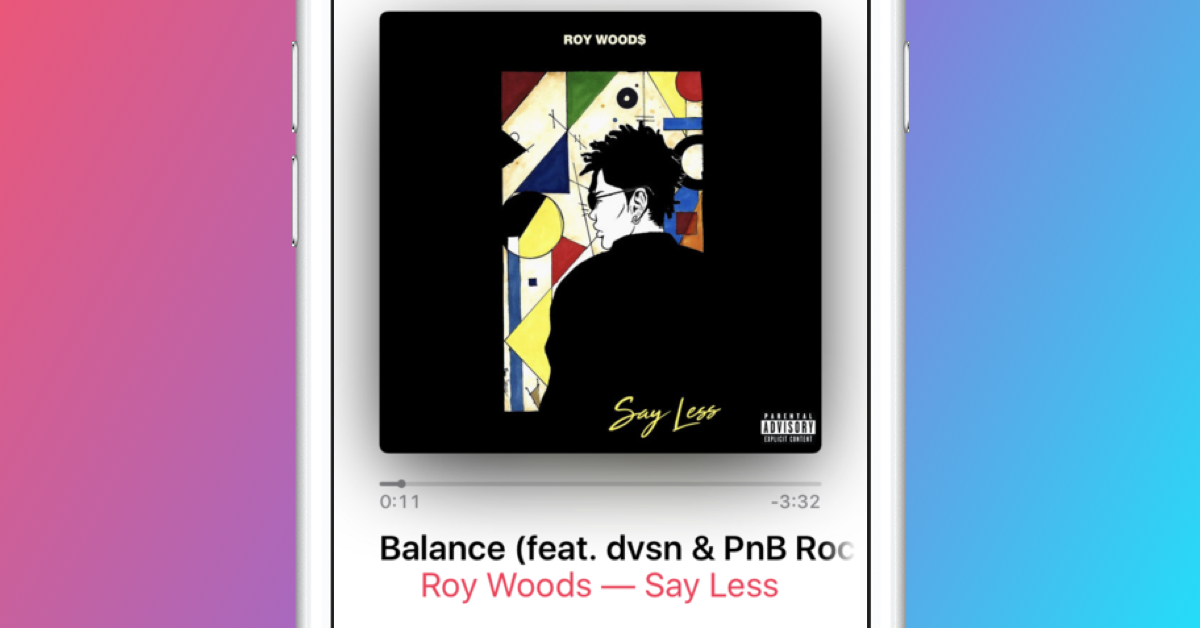 ROY WOODS
Say Less
PARENTAL
ADVISORY
EXPLICIT CONTENT
0:11
-3:32
Balance (feat. dvsn & PnB Roc
Roy Woods — Say Less